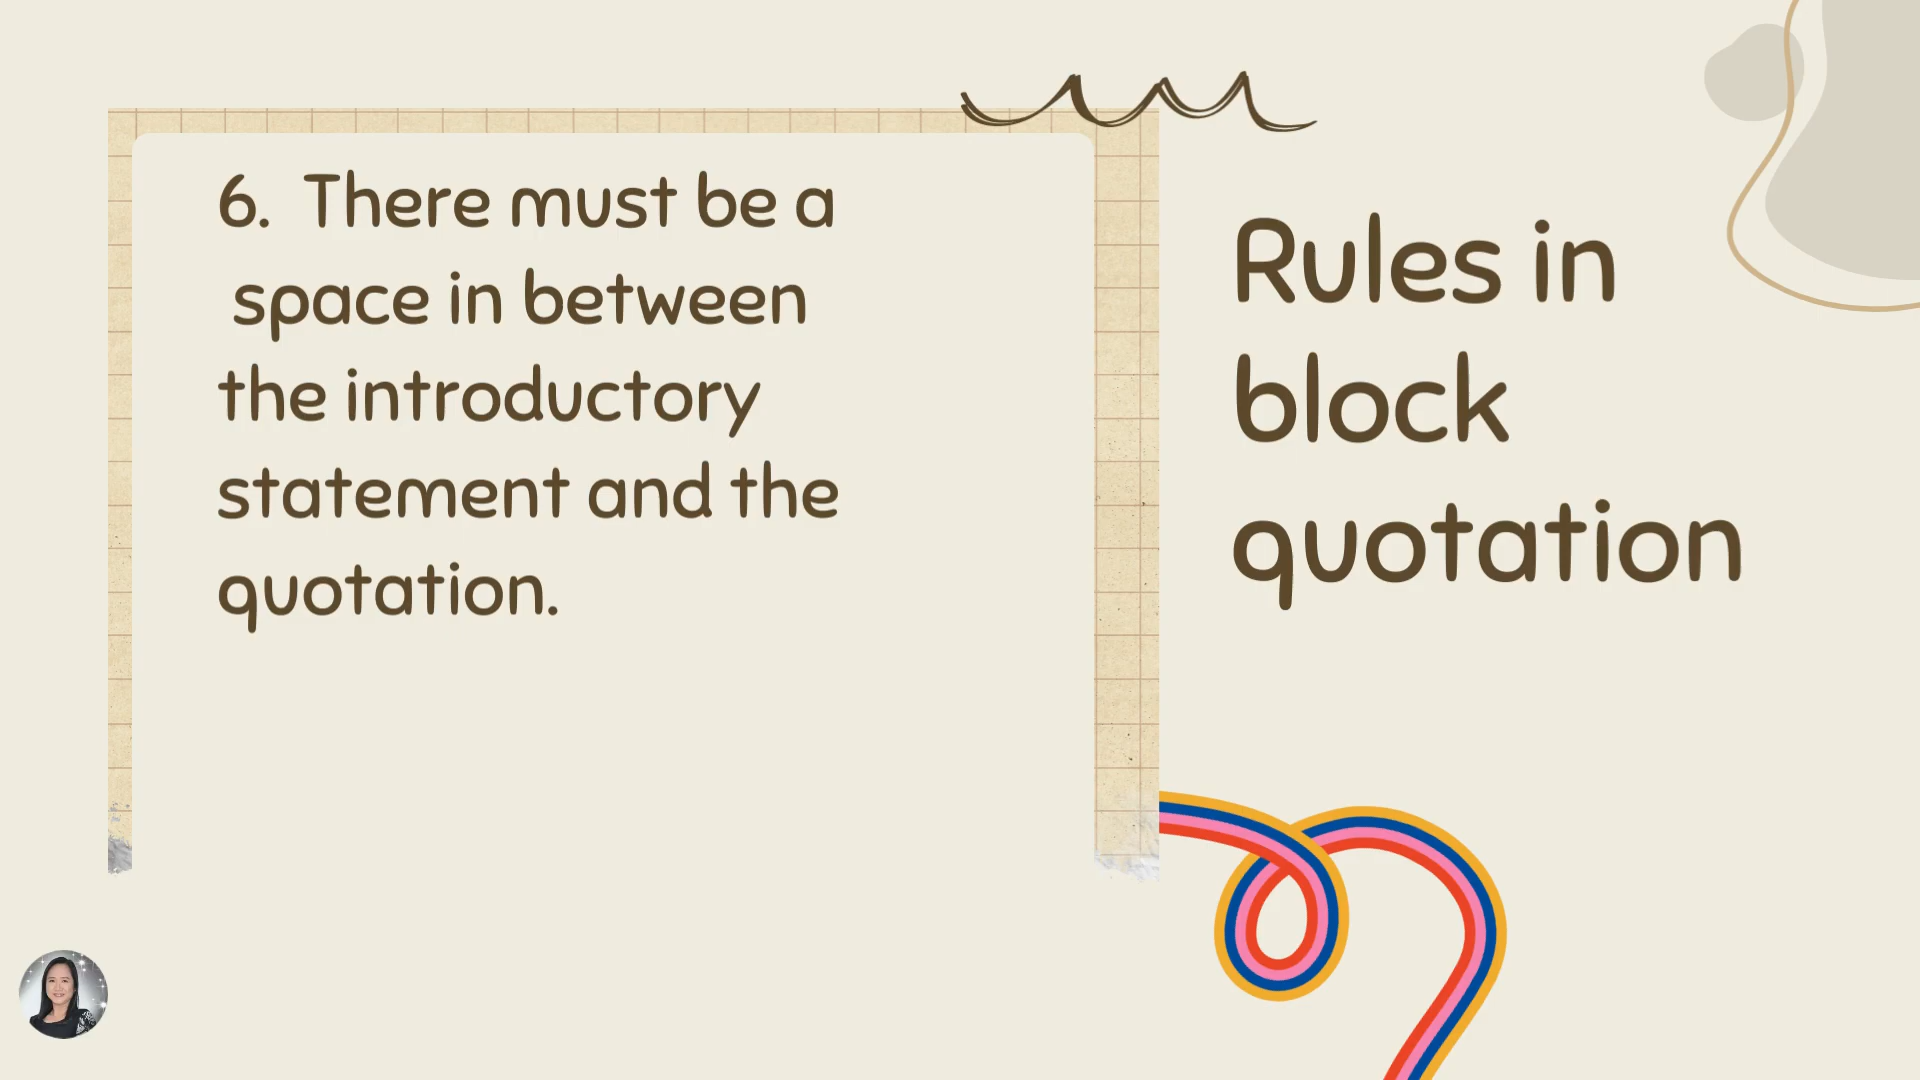 6. There must be a
space in between
the introductory
statement and the
quotation.
Rules in
block
quotation